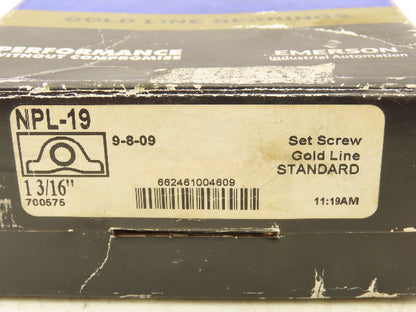 GOLD LINE BEARINGS
PERFORMANCE
WITHOUT COMPROMISE
EMERSON
Industrial Automation
NPL-19
9-8-09
Set Screw
Gold Line
STANDARD
1 3/16"
700575
662461004609
11:19AM